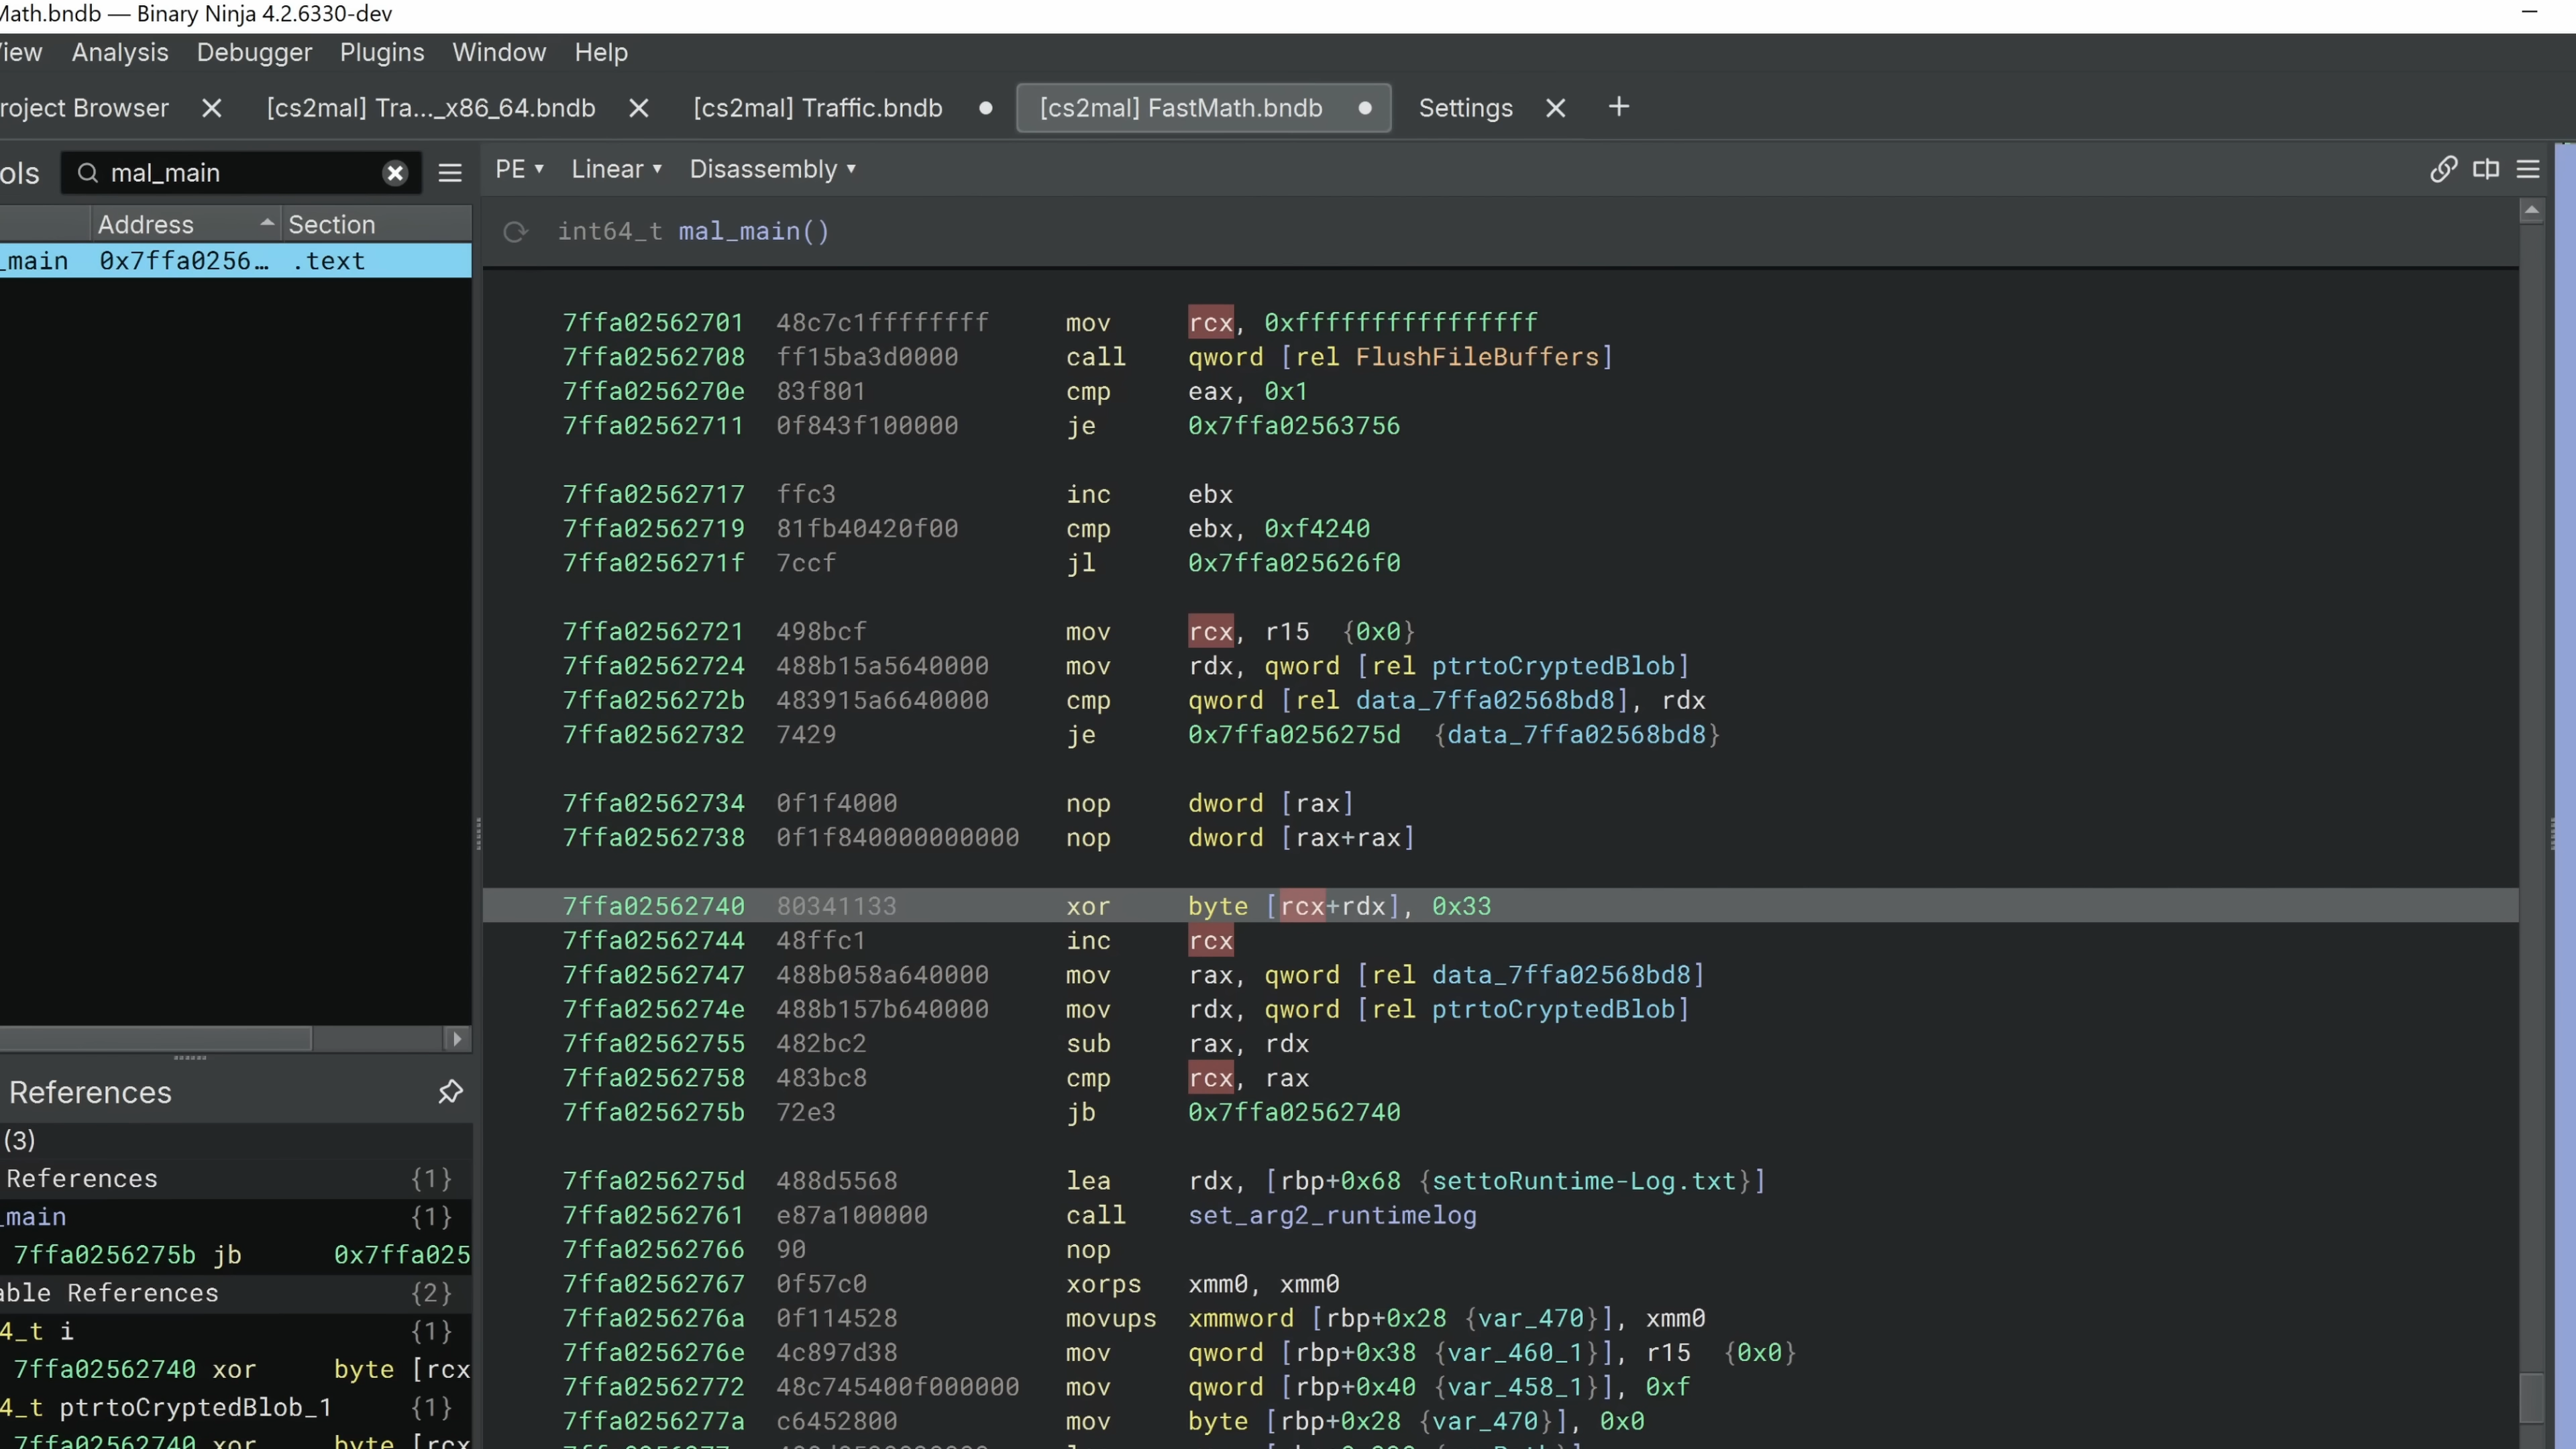 Math.bndb — Binary Ninja 4.2.6330-dev
View Analysis Debugger Plugins Window Help
roject Browser [cs2mal] Tra..._x86_64.bndb [cs2mal] Traffic.bndb [cs2mal] FastMath.bndb Settings
ols mal_main PE Linear Disassembly
Address Section
int64_t mal_main()
_main 0x7ffa0256… .text
7ffa02562701 48c7c1ffffffff mov rcx, 0xffffffffffffffff
7ffa02562708 ff15ba3d0000 call qword [rel FlushFileBuffers]
7ffa0256270e 83f801 cmp eax, 0x1
7ffa02562711 0f843f100000 je 0x7ffa02563756
7ffa02562717 ffc3 inc ebx
7ffa02562719 81fb40420f00 cmp ebx, 0xf4240
7ffa0256271f 7ccf jl 0x7ffa025626f0
7ffa02562721 498bcf mov rcx, r15 {0x0}
7ffa02562724 488b15a5640000 mov rdx, qword [rel ptrtoCryptedBlob]
7ffa0256272b 483915a6640000 cmp qword [rel data_7ffa02568bd8], rdx
7ffa02562732 7429 je 0x7ffa0256275d {data_7ffa02568bd8}
7ffa02562734 0f1f4000 nop dword [rax]
7ffa02562738 0f1f840000000000 nop dword [rax+rax]
7ffa02562740 80341133 xor byte [rcx+rdx], 0x33
7ffa02562744 48ffc1 inc rcx
7ffa02562747 488b058a640000 mov rax, qword [rel data_7ffa02568bd8]
7ffa0256274e 488b157b640000 mov rdx, qword [rel ptrtoCryptedBlob]
7ffa02562755 482bc2 sub rax, rdx
7ffa02562758 483bc8 cmp rcx, rax
7ffa0256275b 72e3 jb 0x7ffa02562740
7ffa0256275d 488d5568 lea rdx, [rbp+0x68 {settoRuntime-Log.txt}]
7ffa02562761 e87a100000 call set_arg2_runtimelog
7ffa02562766 90 nop
7ffa02562767 0f57c0 xorps xmm0, xmm0
7ffa0256276a 0f114528 movups xmmword [rbp+0x28 {var_470}], xmm0
7ffa0256276e 4c897d38 mov qword [rbp+0x38 {var_460_1}], r15 {0x0}
7ffa02562772 48c745400f000000 mov qword [rbp+0x40 {var_458_1}], 0xf
7ffa0256277a c6452800 mov byte [rbp+0x28 {var_470}], 0x0
References
(3)
References {1}
_main {1}
7ffa0256275b jb 0x7ffa025
able References {2}
4_t i {1}
7ffa02562740 xor byte [rcx
4_t ptrtoCryptedBlob_1 {1}
7ffa02562740 xor byte [rcx